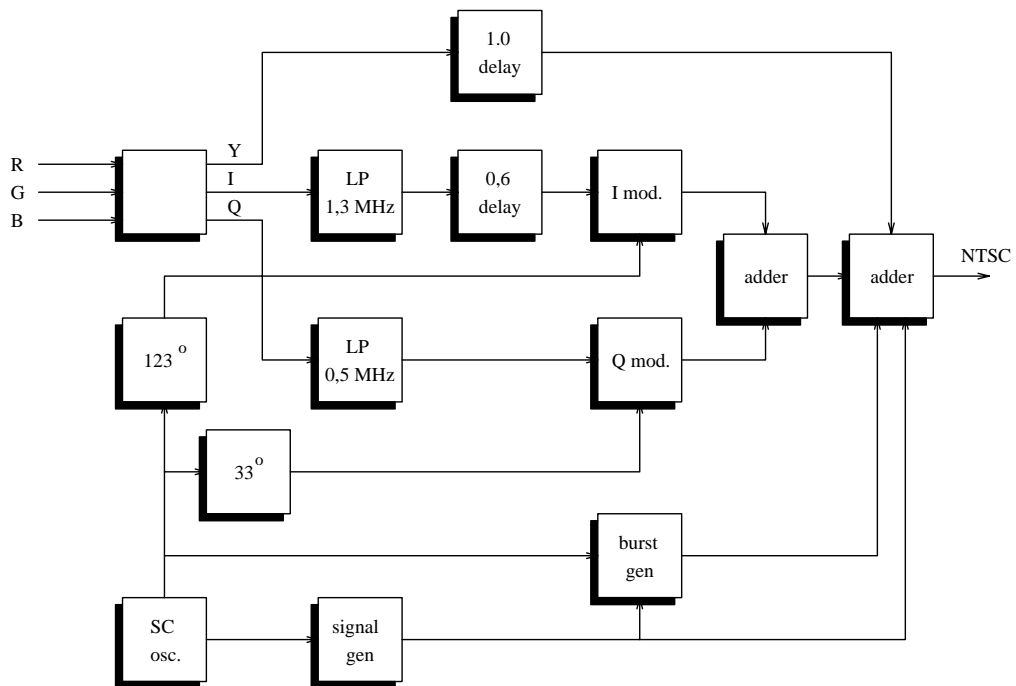 1.0
delay
R
G
B
Y
I
Q
LP
1,3 MHz
0,6
delay
I mod.
adder
adder
NTSC
123 o
LP
0,5 MHz
Q mod.
33 o
burst
gen
SC
osc.
signal
gen